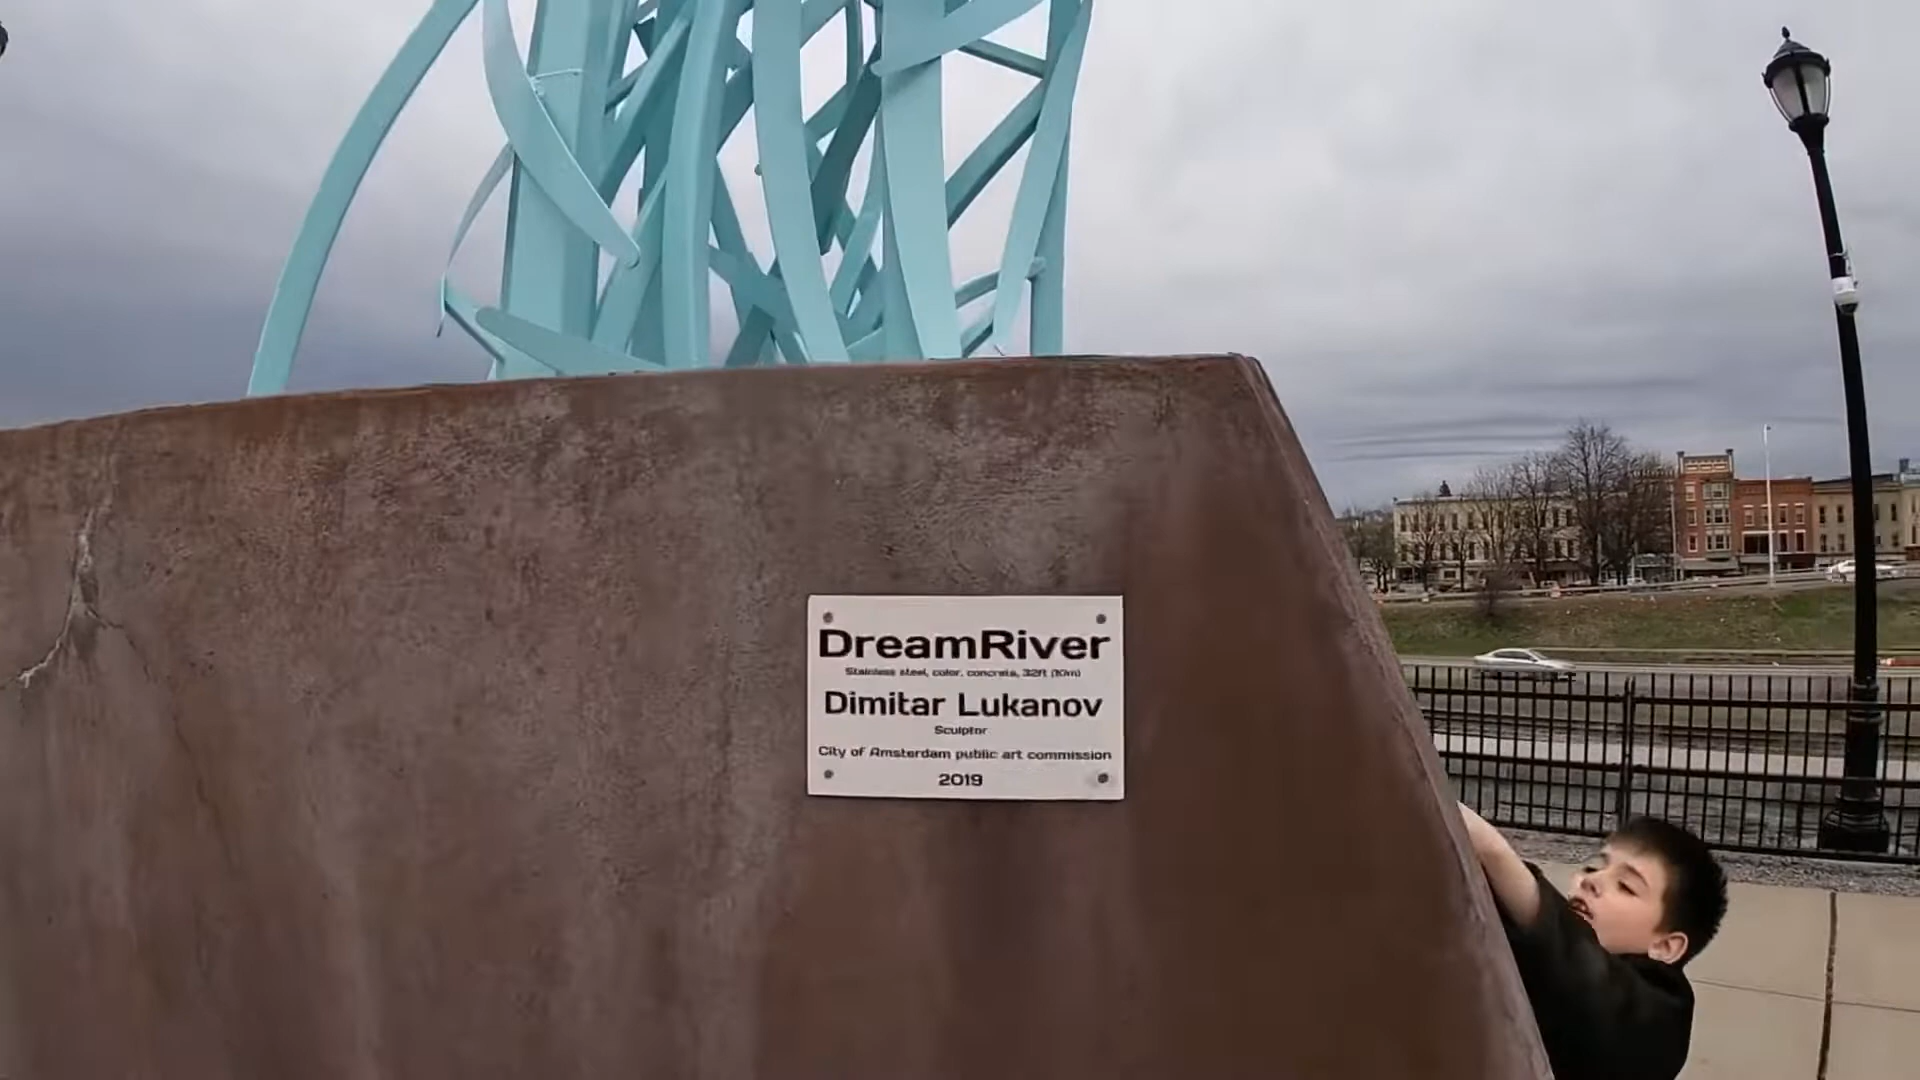 DreamRiver
Stainless steel, color, concrete, 32ft (10m)
Dimitar Lukanov
Sculptor
City of Amsterdam public art commission
2019